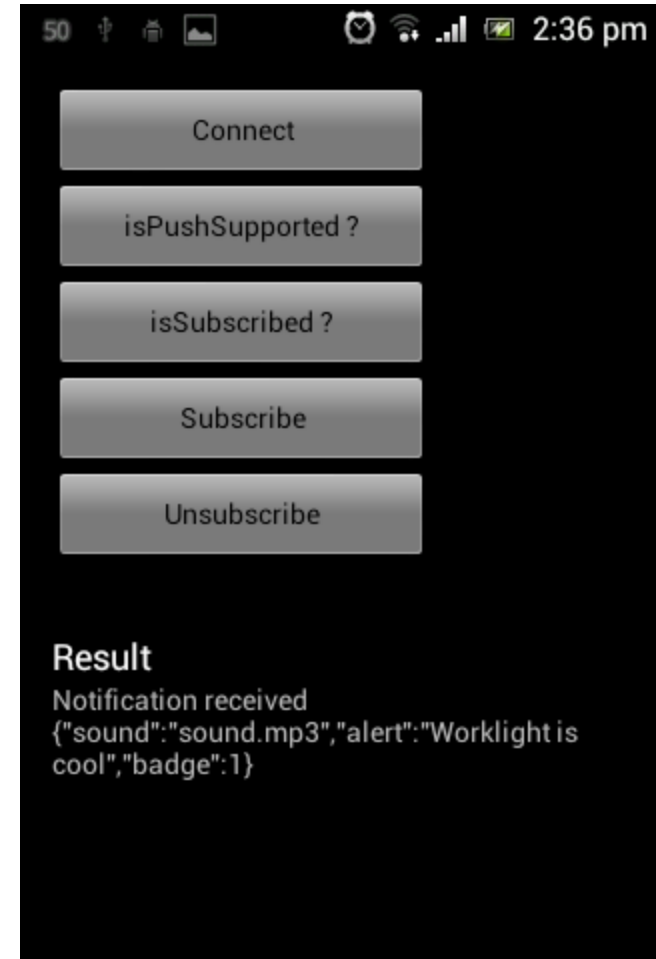 50 2:36 pm
Connect
isPushSupported ?
isSubscribed ?
Subscribe
Unsubscribe
Result
Notification received
{"sound":"sound.mp3","alert":"Worklight is
cool","badge":1}